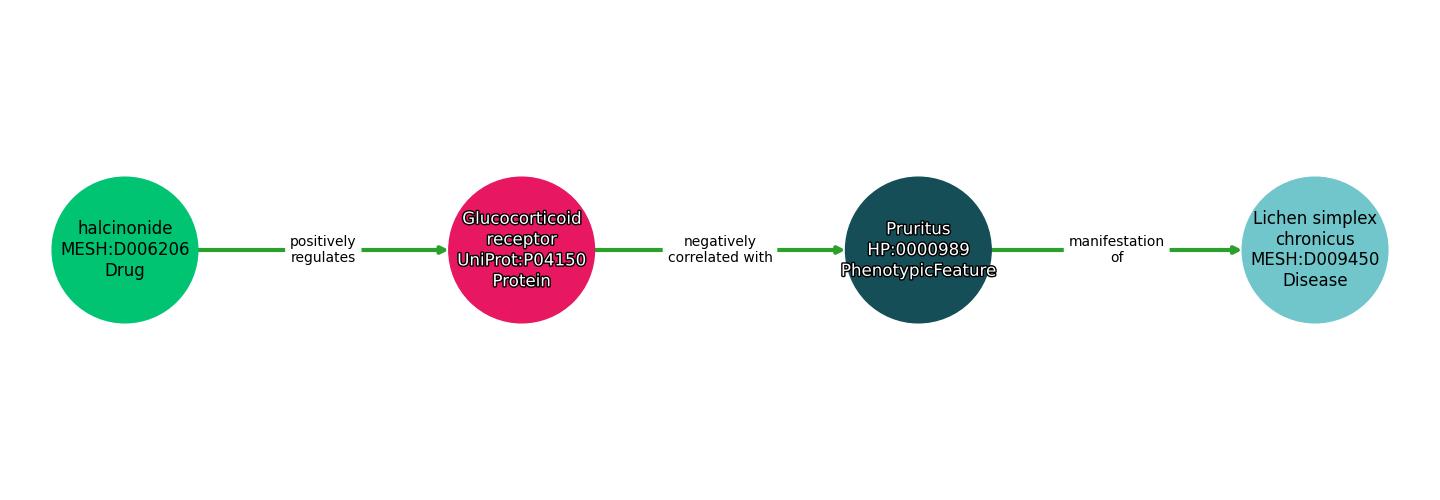 halcinonide
MESH:D006206
Drug
positively
regulates
Glucocorticoid
receptor
UniProt:P04150
Protein
negatively
correlated with
Pruritus
HP:0000989
PhenotypicFeature
manifestation
of
Lichen simplex
chronicus
MESH:D009450
Disease